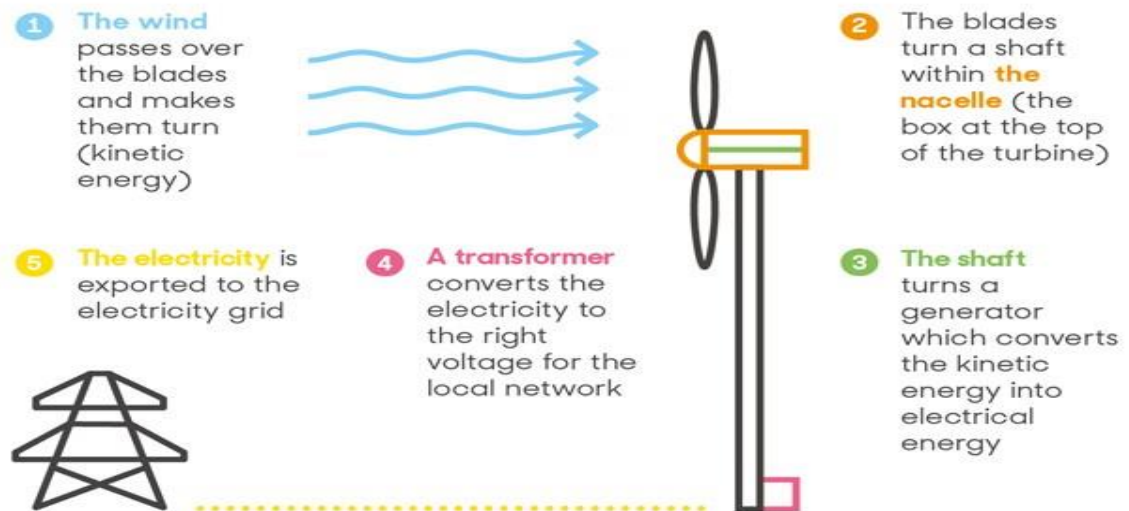 1
The wind
passes over
the blades
and makes
them turn
(kinetic
energy)
2
The blades
turn a shaft
within the
nacelle (the
box at the top
of the turbine)
3
The shaft
turns a
generator
which converts
the kinetic
energy into
electrical
energy
4
A transformer
converts the
electricity to
the right
voltage for the
local network
5
The electricity is
exported to the
electricity grid